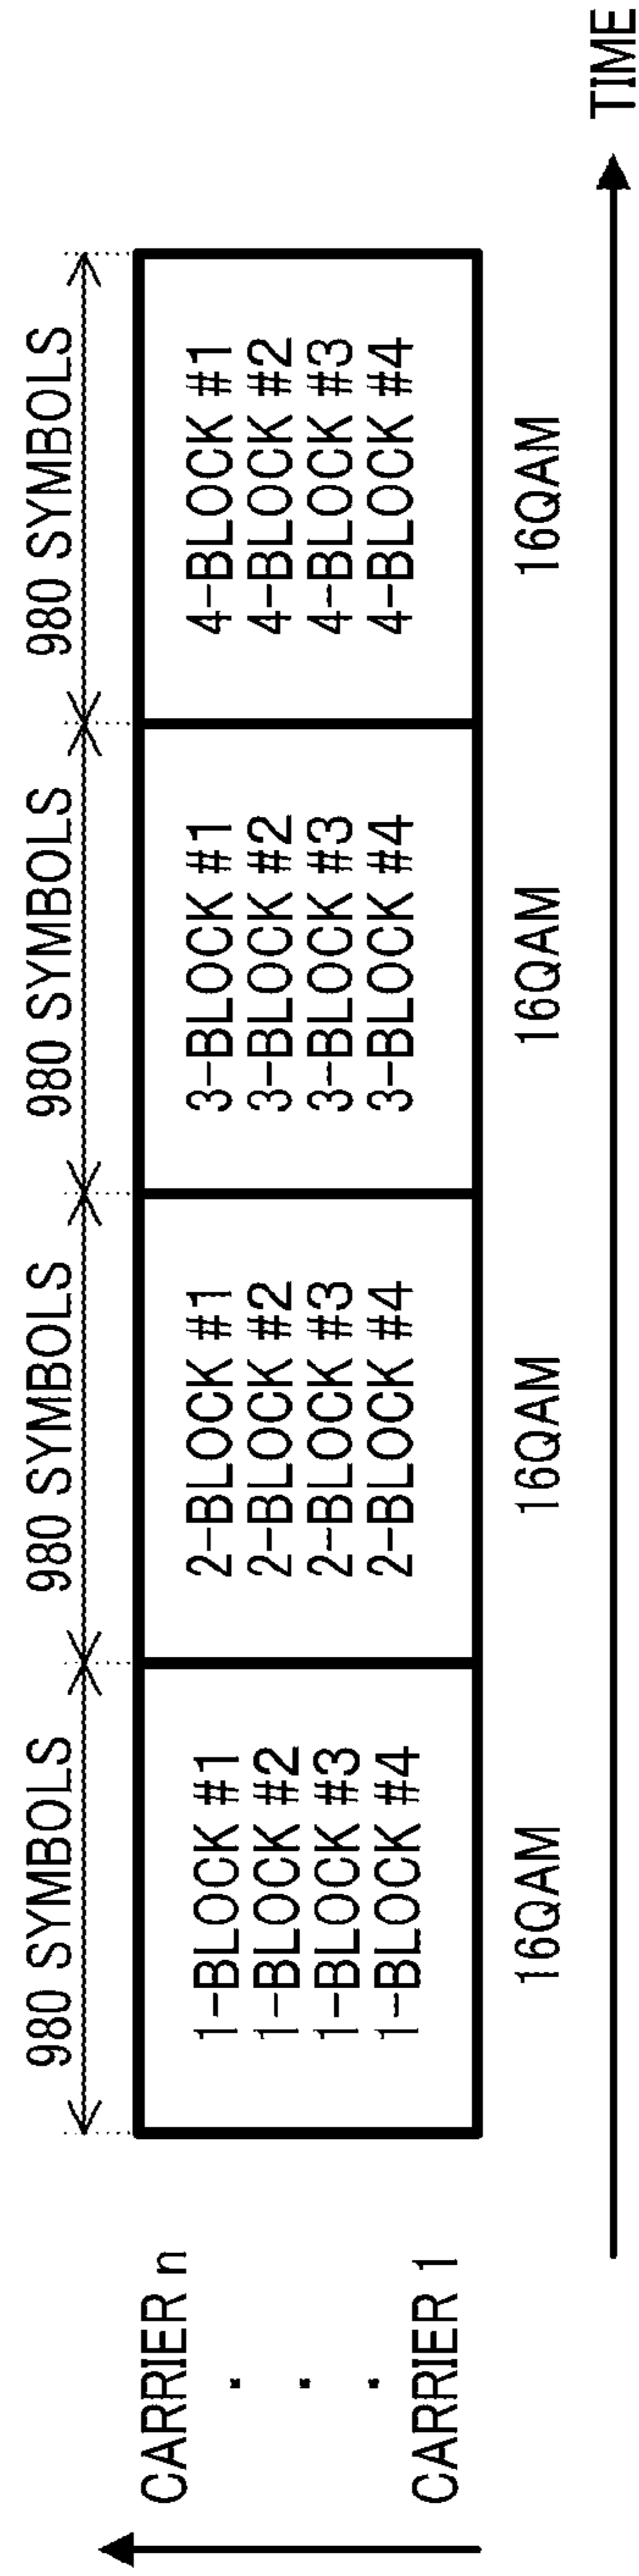 980 SYMBOLS
980 SYMBOLS
980 SYMBOLS
980 SYMBOLS
CARRIER n
CARRIER 1
1-BLOCK #1
1-BLOCK #2
1-BLOCK #3
1-BLOCK #4
2-BLOCK #1
2-BLOCK #2
2-BLOCK #3
2-BLOCK #4
3-BLOCK #1
3-BLOCK #2
3-BLOCK #3
3-BLOCK #4
4-BLOCK #1
4-BLOCK #2
4-BLOCK #3
4-BLOCK #4
16QAM
16QAM
16QAM
16QAM
TIME